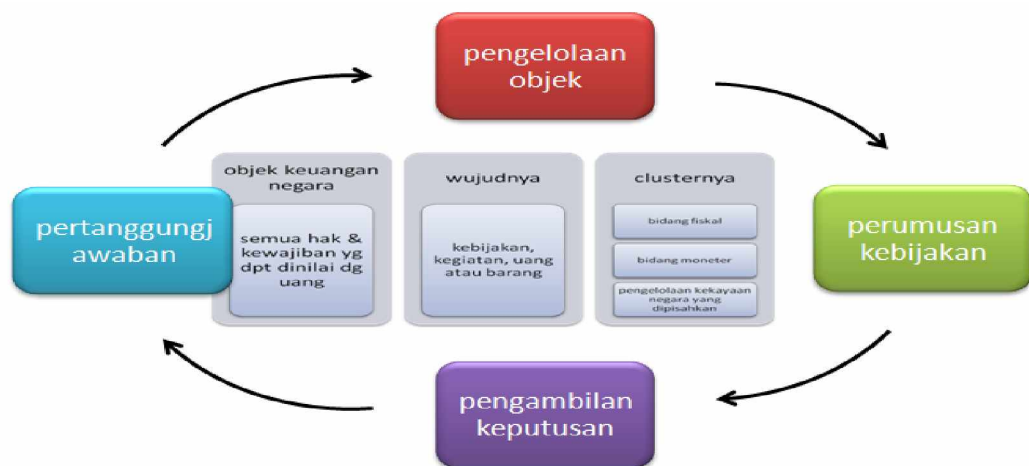 pengelolaan
objek
objek keuangan
negara
semua hak &
kewajiban yg
dpt dinilai dg
uang
wujudnya
kebijakan,
kegiatan, uang
atau barang
clusternya
bidang fiskal
bidang moneter
pengelolaan kekayaan
negara yang
dipisahkan
pertanggungj
awaban
perumusan
kebijakan
pengambilan
keputusan